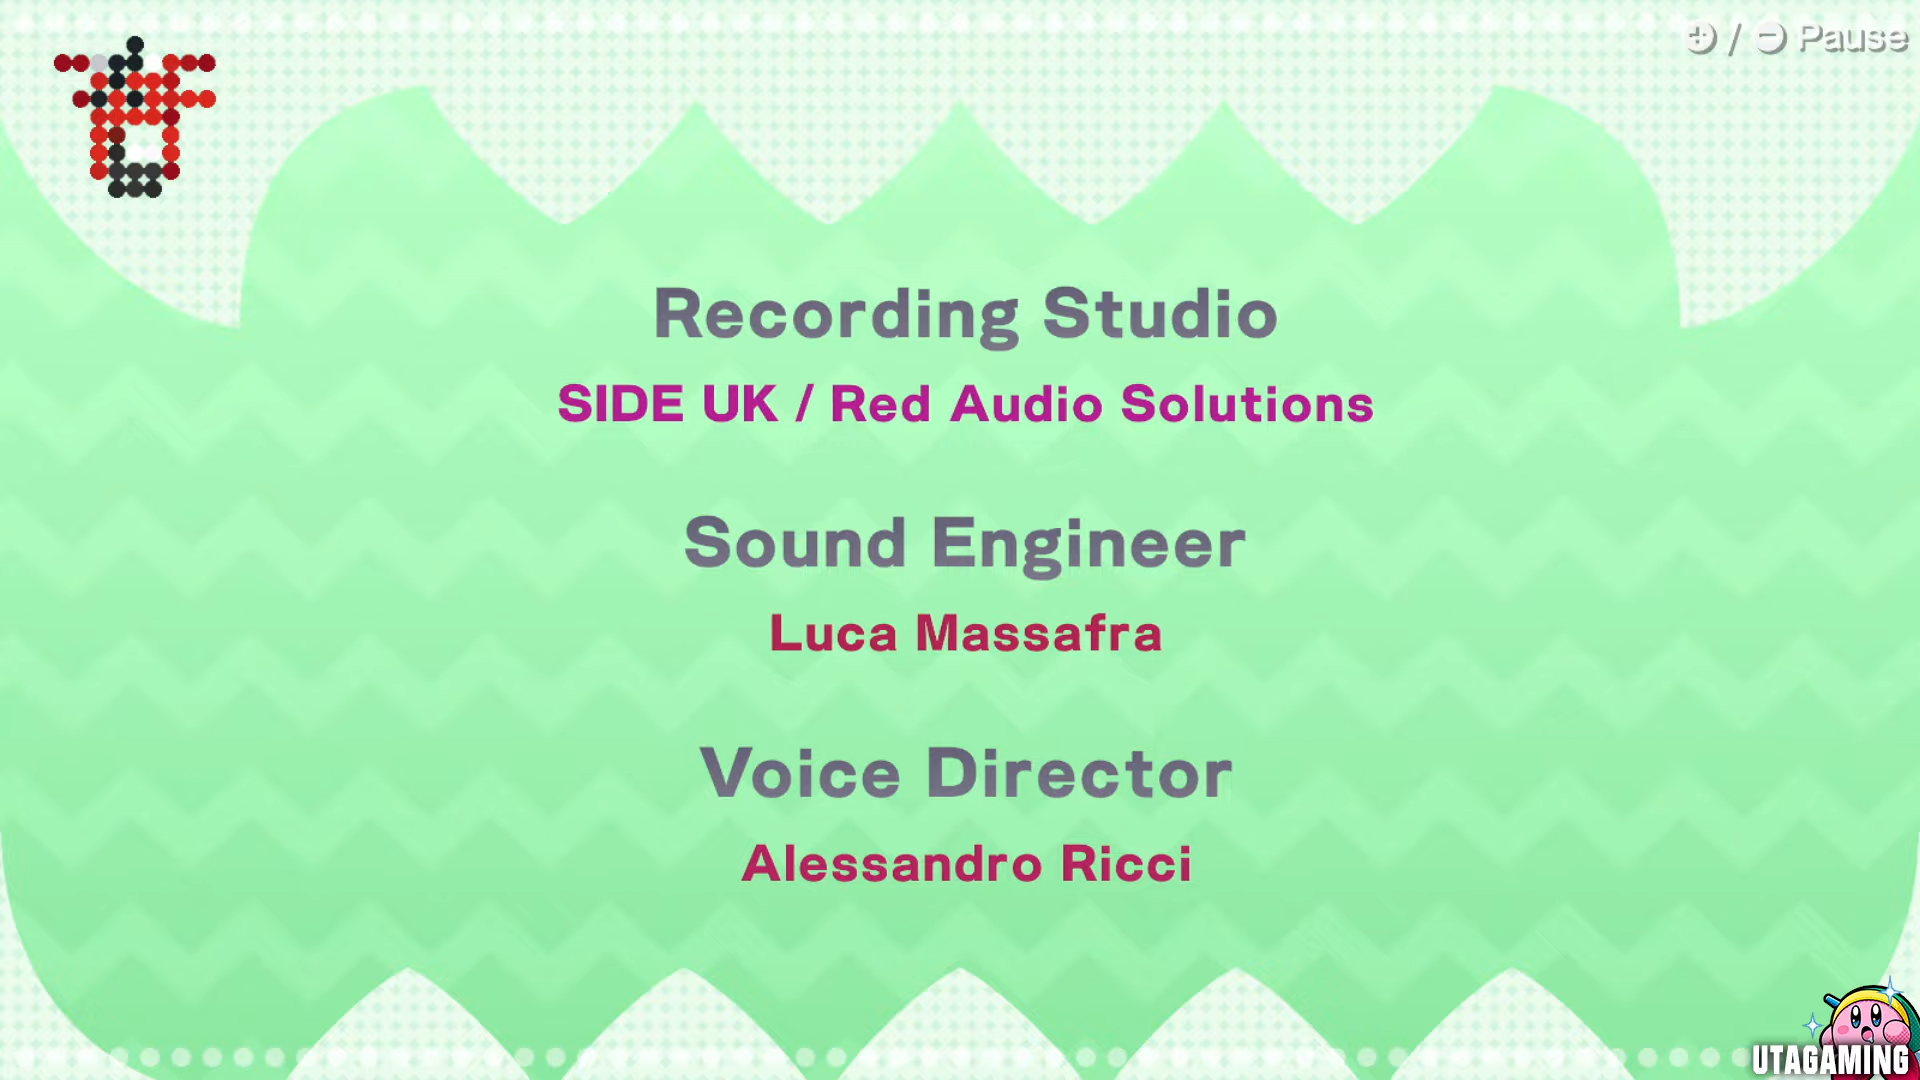 + / - Pause
Recording Studio
SIDE UK / Red Audio Solutions
Sound Engineer
Luca Massafra
Voice Director
Alessandro Ricci
UTAGAMING